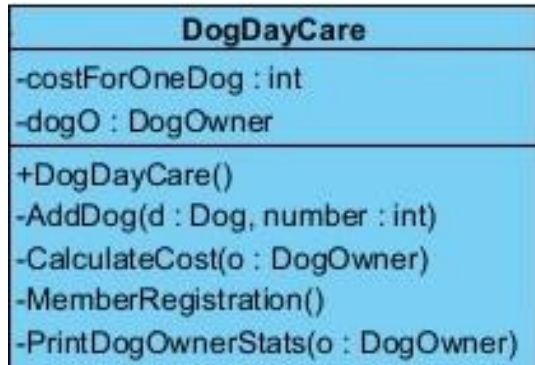 DogDayCare
-costForOneDog : int
-dogO : DogOwner
+DogDayCare()
-AddDog(d : Dog, number : int)
-CalculateCost(o : DogOwner)
-MemberRegistration()
-PrintDogOwnerStats(o : DogOwner)